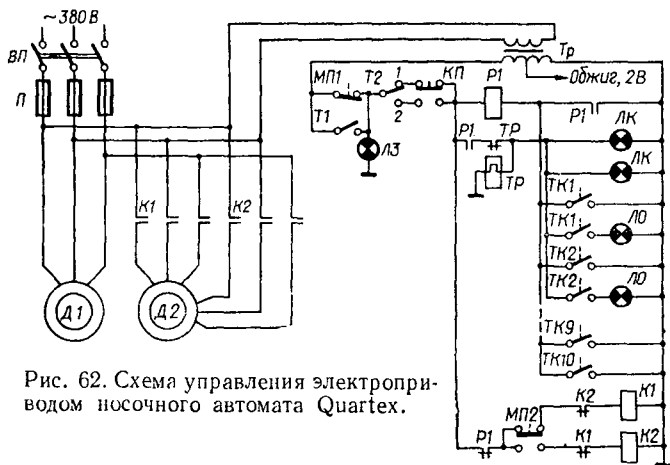 ~380 В
ВП
П
К1
К2
Д1
Д2
Тр
Обжиг, 2В
МП1
Т2
1
КП
2
Т1
ЛЗ
Р1
Р1
Р1
ТР
ТР
ЛК
ЛК
ТК1
ТК1
ЛО
ТК2
ТК2
ЛО
ТК9
ТК10
МП2
К2
К1
Р1
К1
К2
Рис. 62. Схема управления электропри-
водом носочного автомата Quartex.